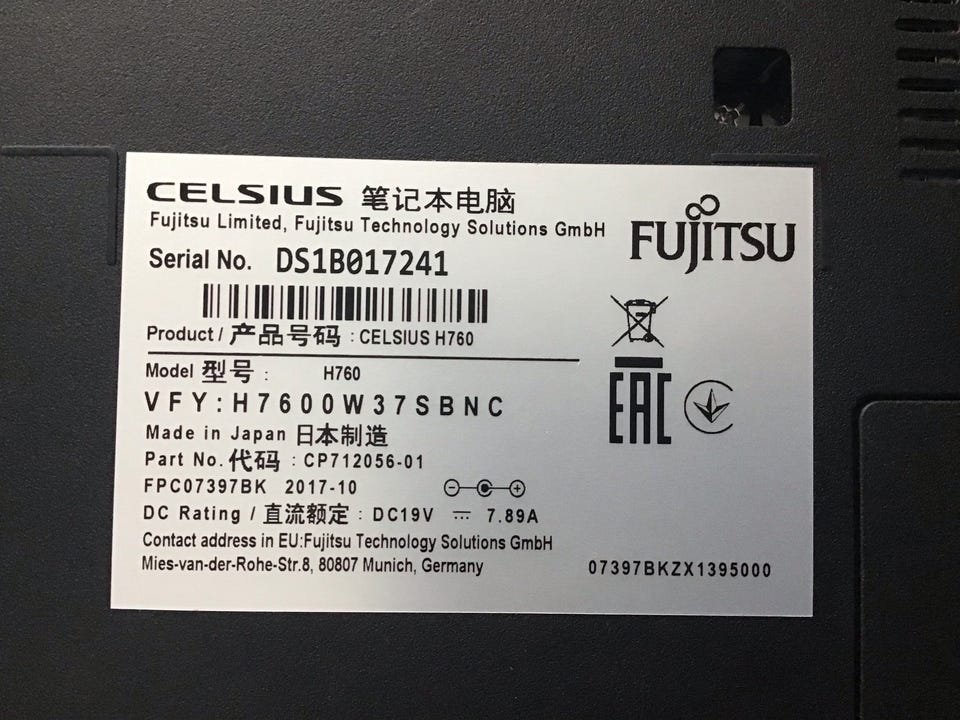 CELSIUS 笔记本电脑
Fujitsu Limited, Fujitsu Technology Solutions GmbH
FUJITSU
Serial No. DS1B017241
Product / 产品号码 : CELSIUS H760
Model 型号 : H760
VFY:H7600W37SBNC
Made in Japan 日本制造
Part No. 代码 : CP712056-01
FPC07397BK 2017-10
DC Rating / 直流额定 : DC19V ⎓ 7.89A
Contact address in EU:Fujitsu Technology Solutions GmbH
Mies-van-der-Rohe-Str.8, 80807 Munich, Germany
EAC
07397BKZX1395000